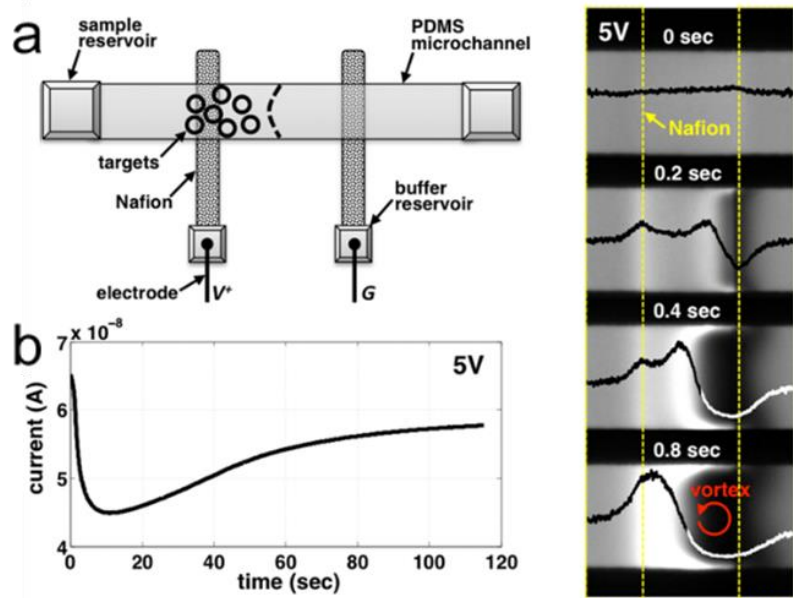 a
sample
reservoir
PDMS
microchannel
targets
Nafion
buffer
reservoir
electrode
V+
G
b
7 x 10⁻⁸
6
5
4
current (A)
5V
0 20 40 60 80 100 120
time (sec)
5V
0 sec
Nafion
0.2 sec
0.4 sec
0.8 sec
vortex